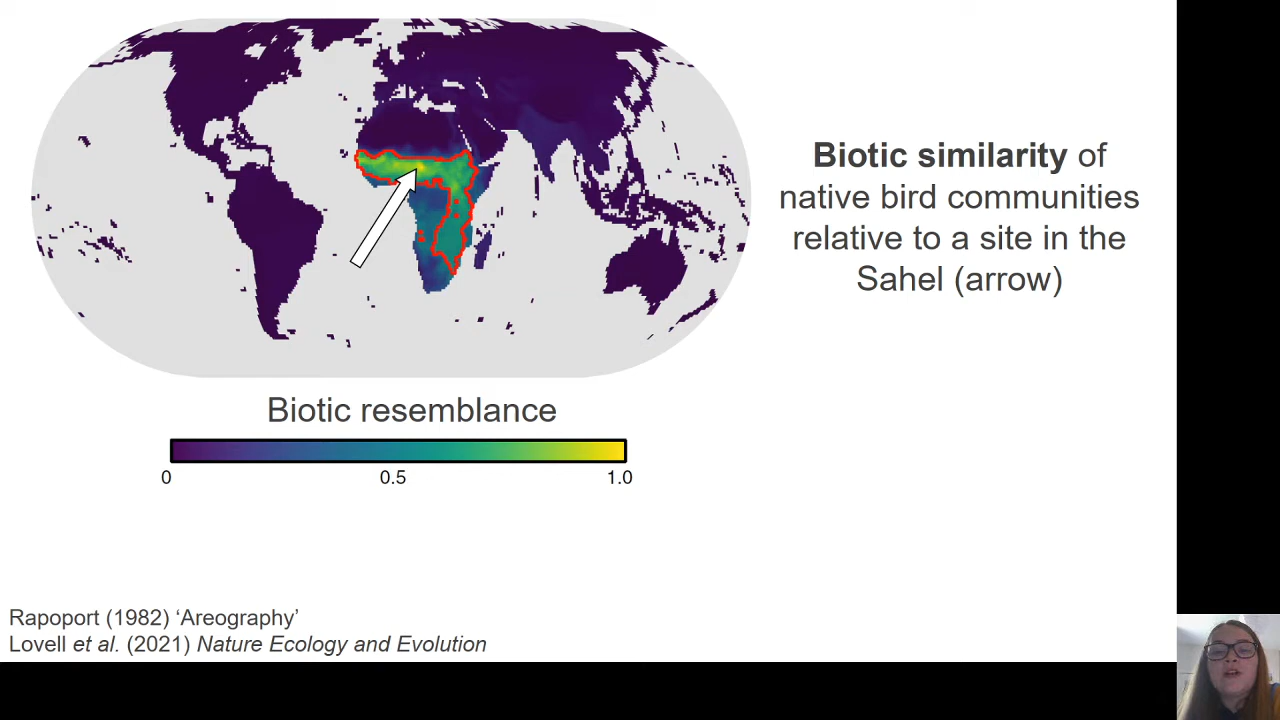 Biotic similarity of
native bird communities
relative to a site in the
Sahel (arrow)
Biotic resemblance
0 0.5 1.0
Rapoport (1982) ‘Areography’
Lovell et al. (2021) Nature Ecology and Evolution